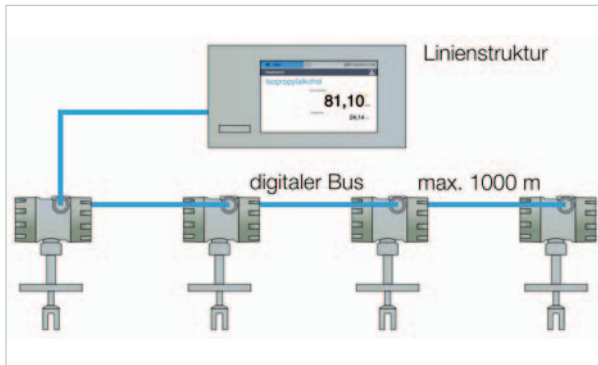 Linienstruktur
Isopropylalkohol
81,10
24,14
digitaler Bus
max. 1000 m